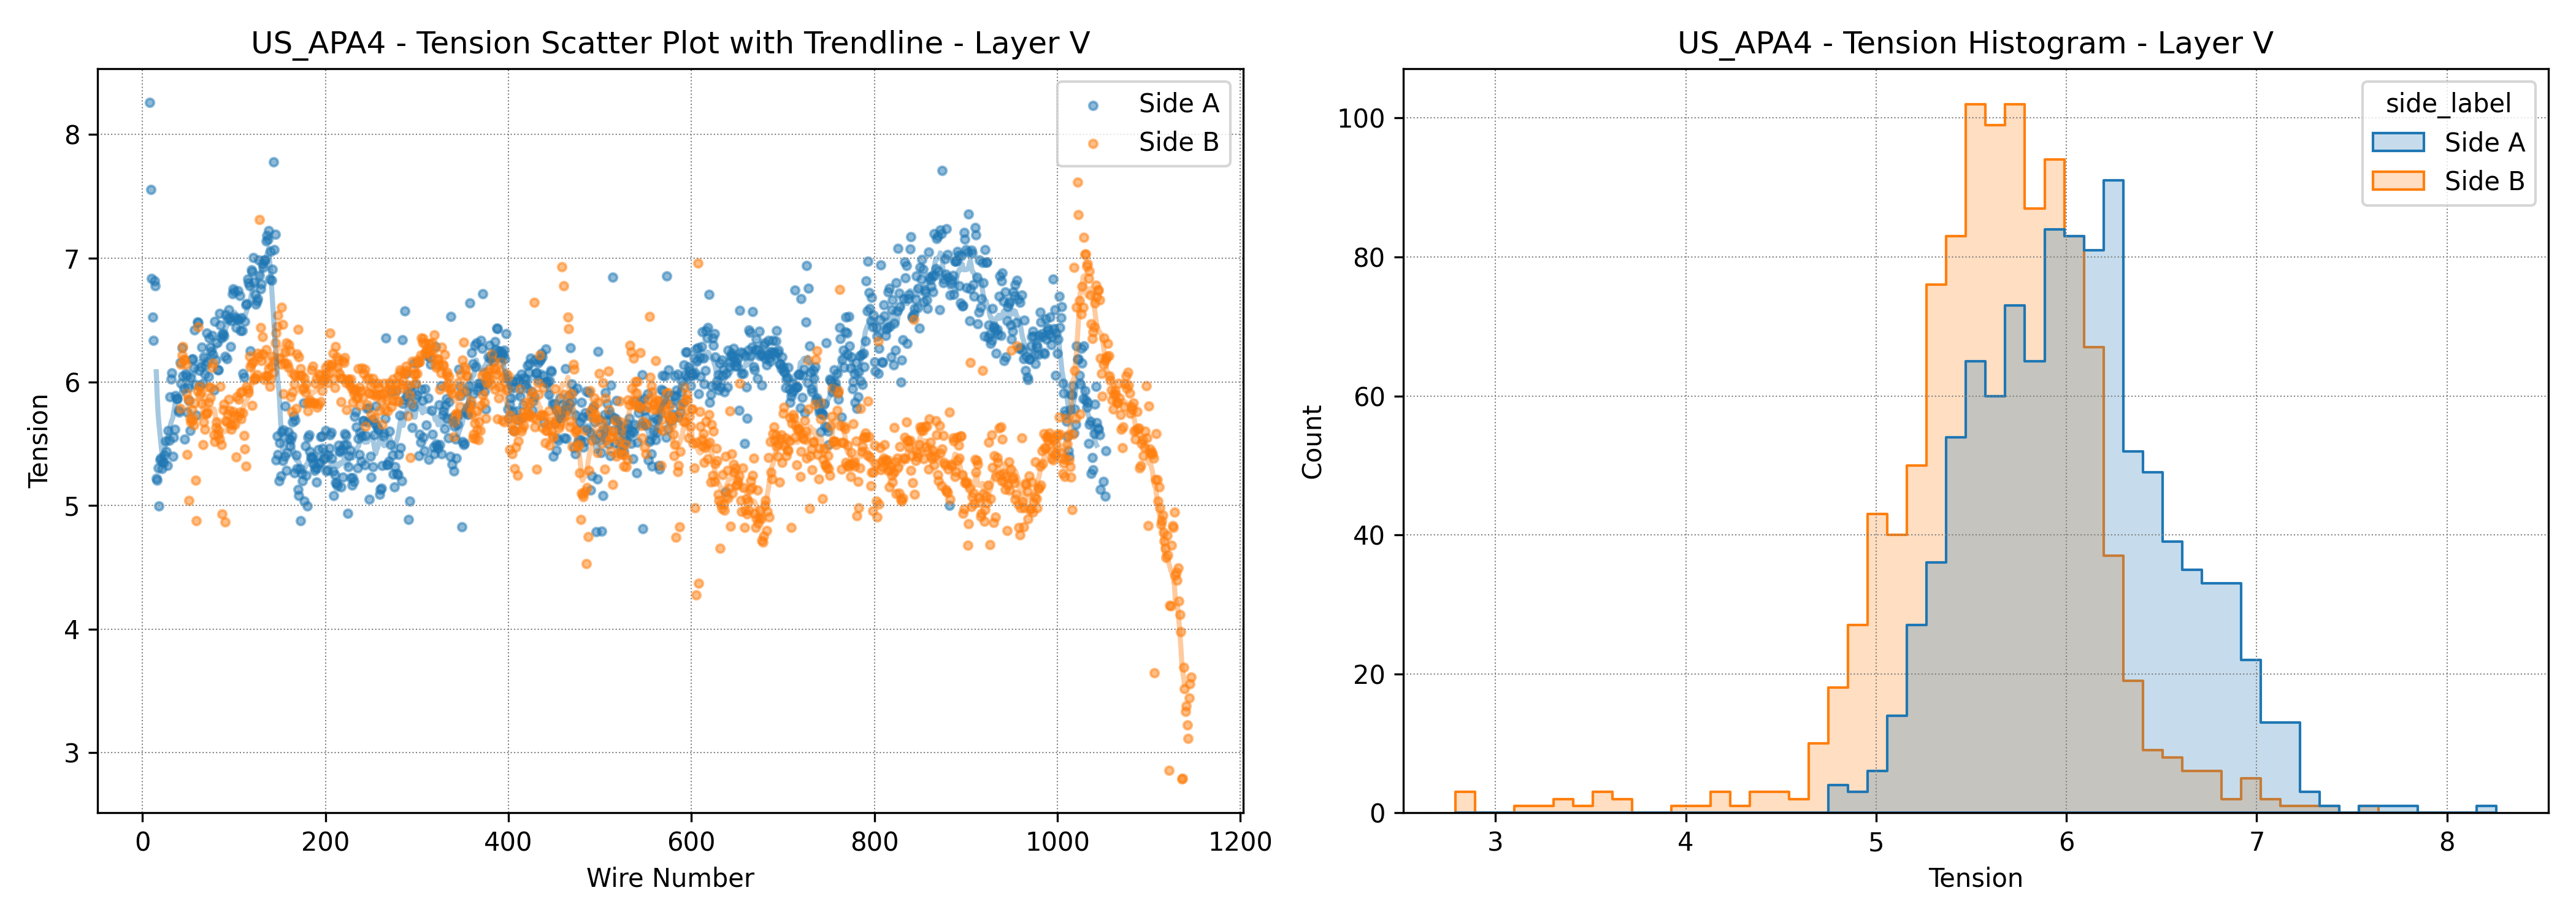 US_APA4 - Tension Scatter Plot with Trendline - Layer V
Side A
Side B
8
7
6
5
4
3
Tension
0
200
400
600
800
1000
1200
Wire Number
US_APA4 - Tension Histogram - Layer V
side_label
Side A
Side B
100
80
60
40
20
0
Count
3
4
5
6
7
8
Tension